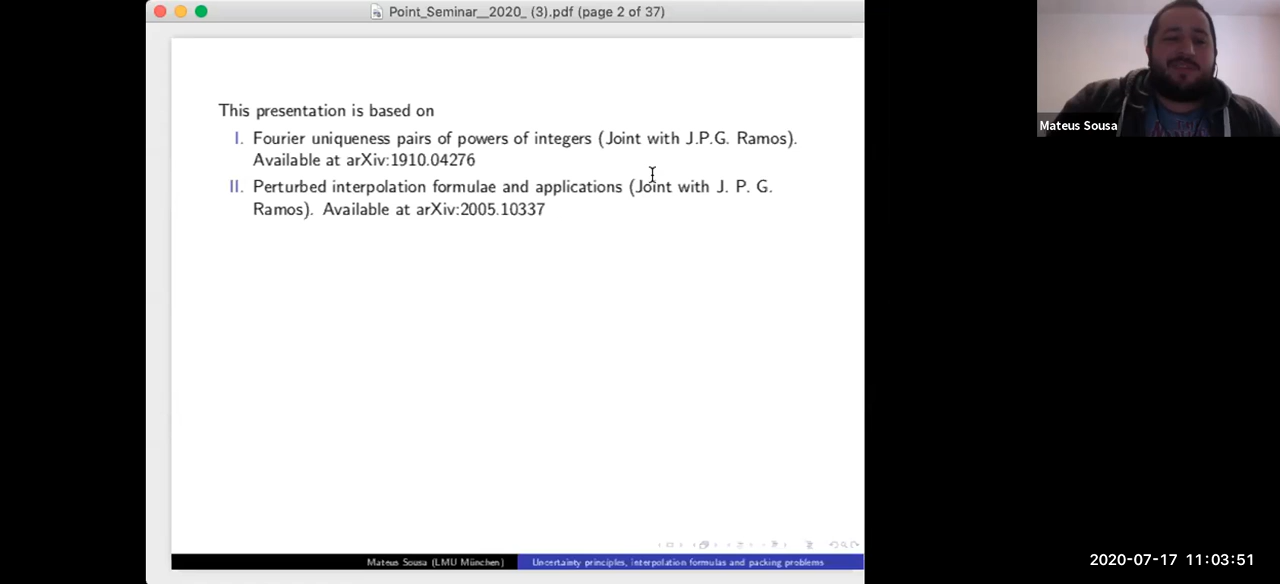 Point_Seminar__2020_ (3).pdf (page 2 of 37)
This presentation is based on
I. Fourier uniqueness pairs of powers of integers (Joint with J.P.G. Ramos).
Available at arXiv:1910.04276
II. Perturbed interpolation formulae and applications (Joint with J. P. G.
Ramos). Available at arXiv:2005.10337
Mateus Sousa (LMU München)
Uncertainty principles, interpolation formulas and packing problems
Mateus Sousa
2020-07-17 11:03:51